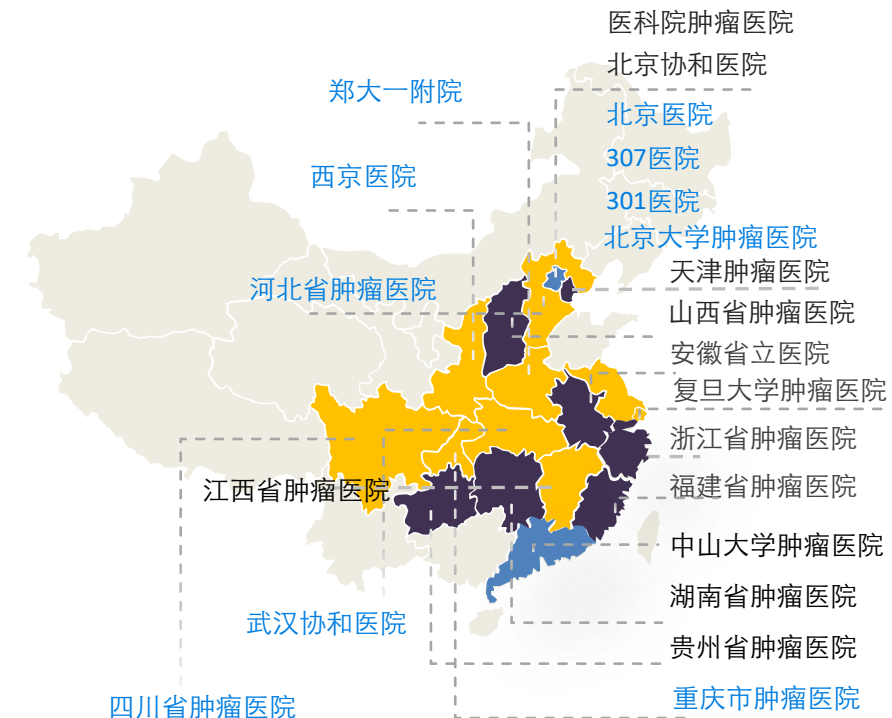 医科院肿瘤医院
北京协和医院
郑大一附院
北京医院
307医院
西京医院
301医院
北京大学肿瘤医院
天津肿瘤医院
河北省肿瘤医院
山西省肿瘤医院
安徽省立医院
复旦大学肿瘤医院
浙江省肿瘤医院
江西省肿瘤医院
福建省肿瘤医院
中山大学肿瘤医院
湖南省肿瘤医院
武汉协和医院
贵州省肿瘤医院
重庆市肿瘤医院
四川省肿瘤医院